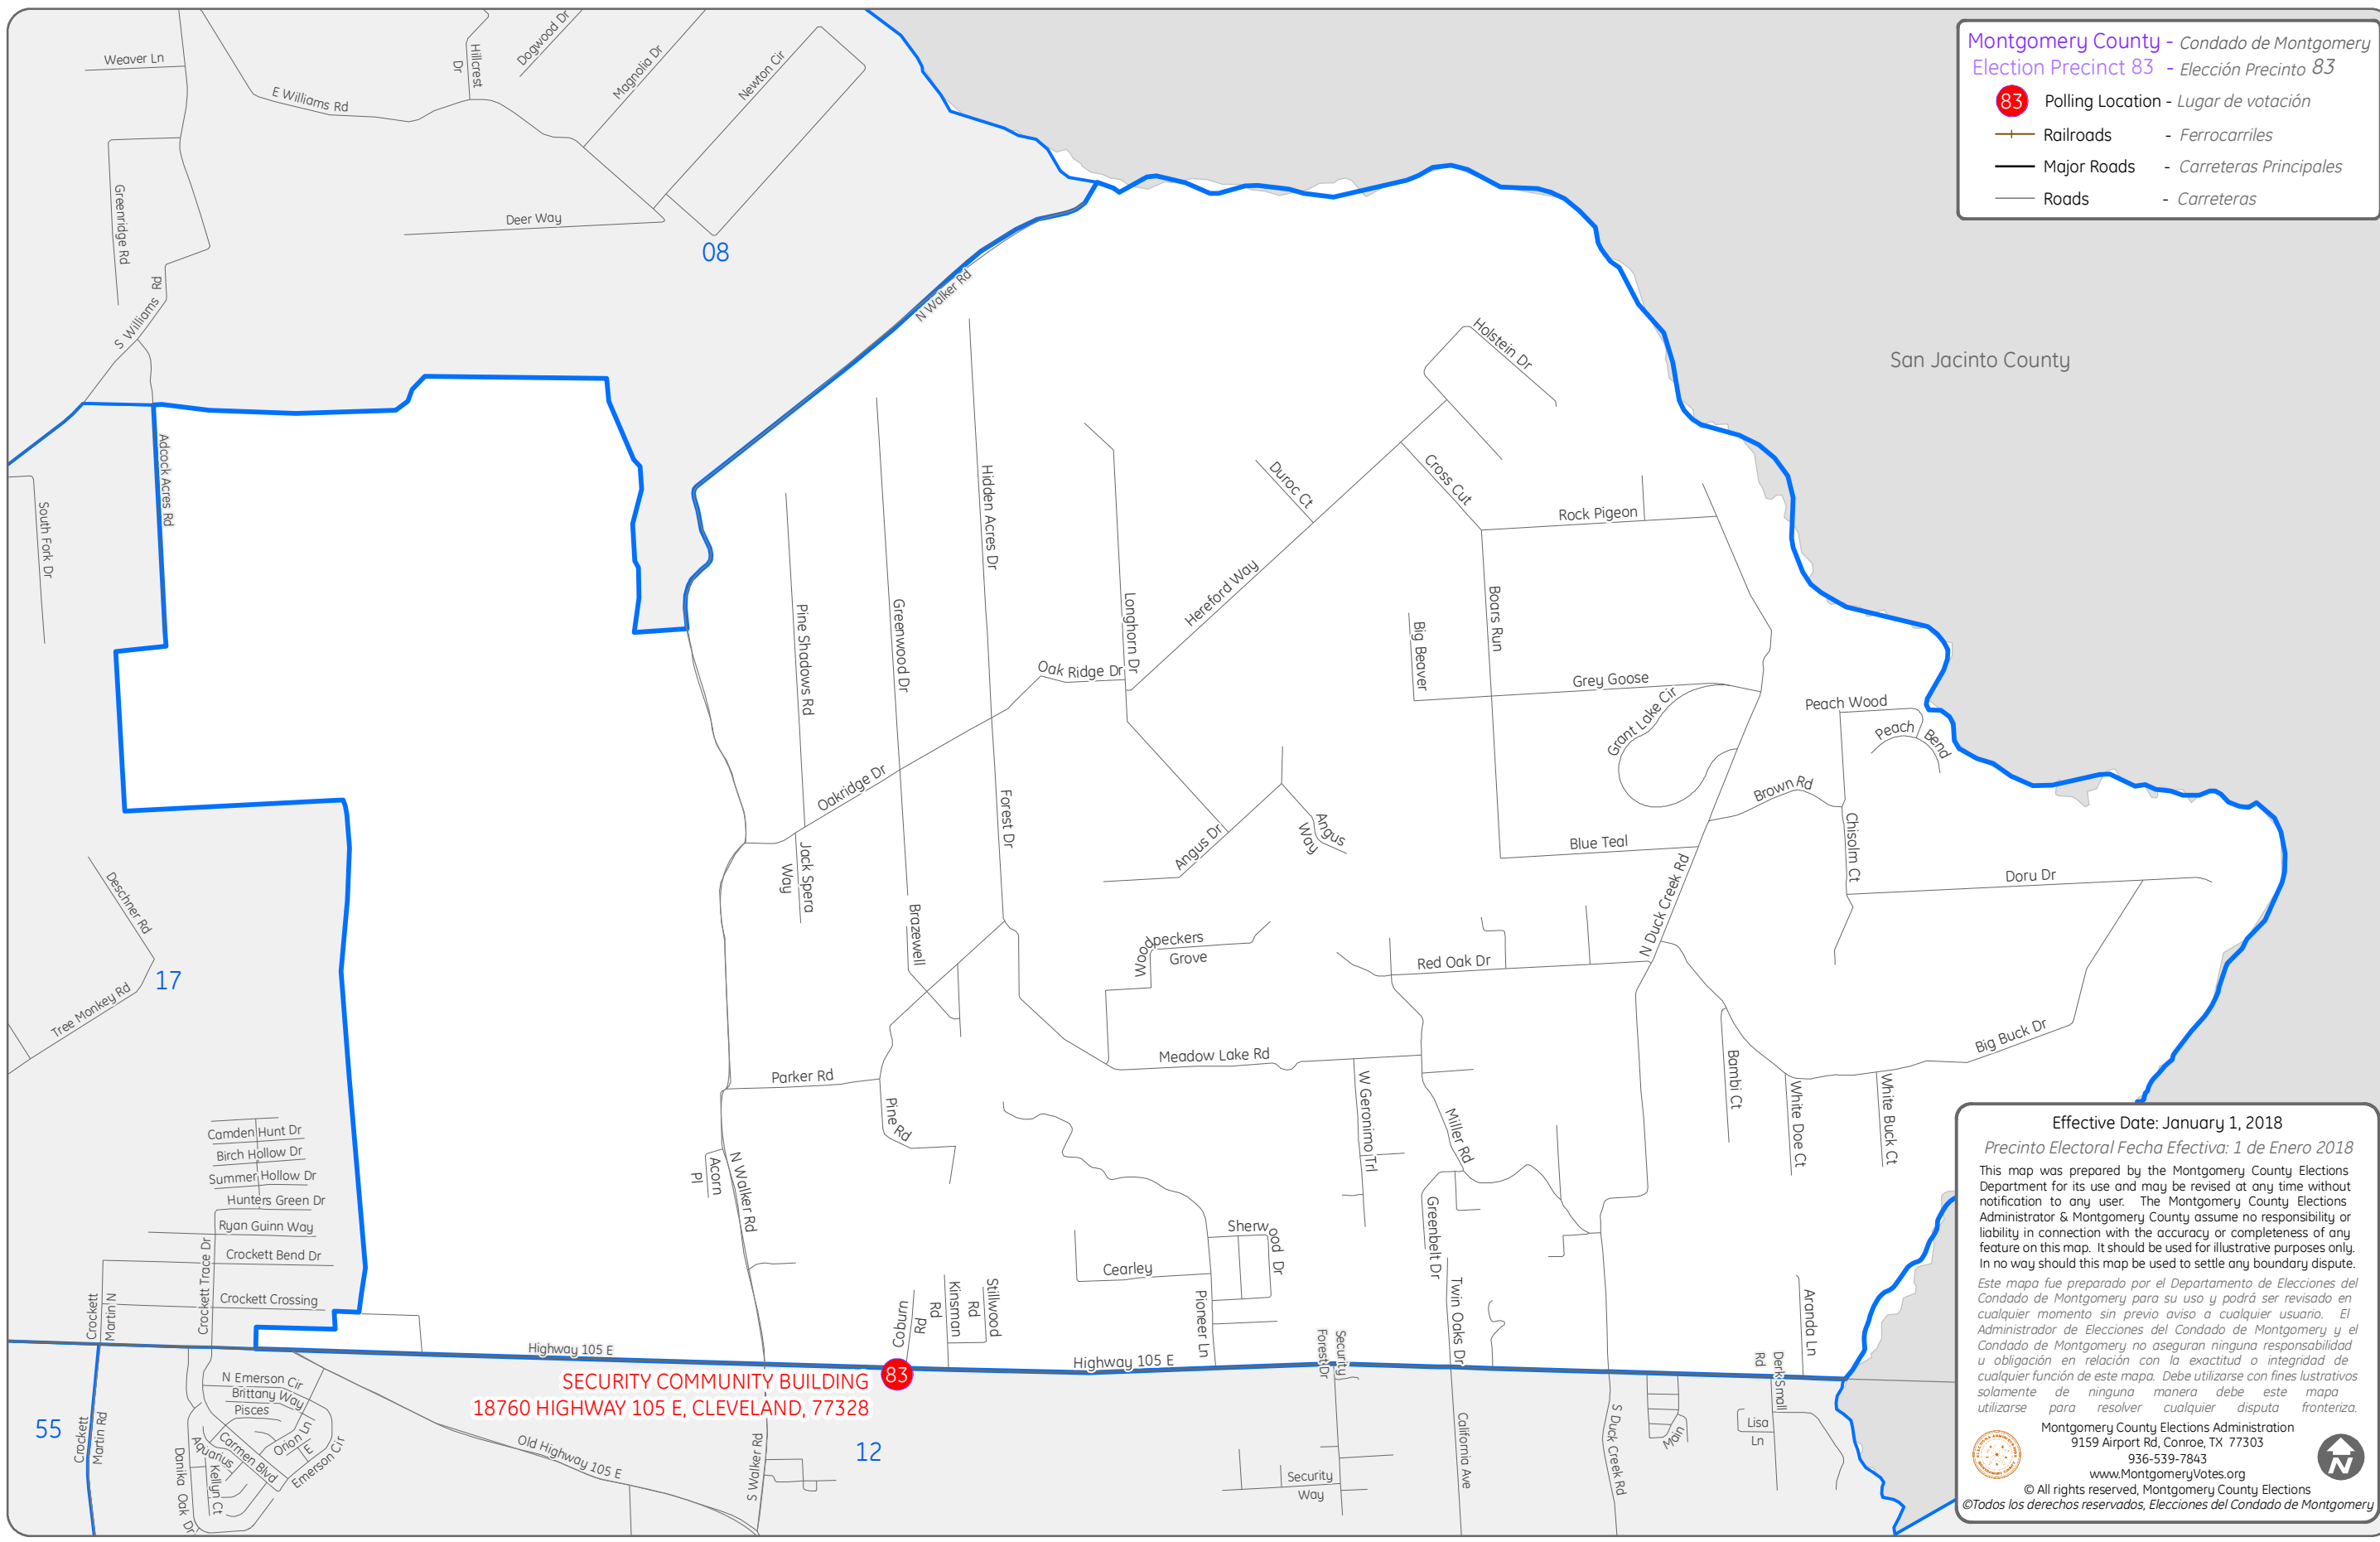 Montgomery County - Condado de Montgomery
Election Precinct 83 - Elección Precinto 83
83 Polling Location - Lugar de votación
Railroads - Ferrocarriles
Major Roads - Carreteras Principales
Roads - Carreteras
Weaver Ln
E Williams Rd
Hillcrest
Dr
Dogwood Dr
Magnolia Dr
Newton Cir
Greenridge Rd
Deer Way
08
S Williams
Rd
N Walker Rd
San Jacinto County
Holstein Dr
Adcock Acres Rd
South Fork Dr
Hidden Acres Dr
Duroc Ct
Cross Cut
Rock Pigeon
Pine Shadows Rd
Greenwood Dr
Longhorn Dr
Hereford Way
Boars Run
Big Beaver
Oak Ridge Dr
Grey Goose
Grant Lake Cir
Peach Wood
Peach
Bend
Oakridge Dr
Forest Dr
Brown Rd
Angus Dr
Angus
Way
Blue Teal
Chisolm Ct
Jack Spera
Way
Doru Dr
Deschner Rd
Brazewell
N Duck Creek Rd
Woodpeckers
Grove
Red Oak Dr
17
Tree Monkey Rd
Big Buck Dr
Meadow Lake Rd
Parker Rd
Bambi Ct
White Doe Ct
White Buck Ct
W Geronimo Trl
Pine Rd
Miller Rd
Camden Hunt Dr
Birch Hollow Dr
Summer Hollow Dr
Hunters Green Dr
Ryan Guinn Way
Crockett Bend Dr
Crockett Trace Dr
Crockett Crossing
Crockett
Martin N
Acorn
Pl
N Walker Rd
Sherwood Dr
Greenbelt Dr
Cearley
Pioneer Ln
Coburn
Rd
Kinsman
Rd
Stillwood
Rd
Twin Oaks Dr
Aranda Ln
Highway 105 E
Highway 105 E
Security
Forest Dr
Derk Small
Rd
83
SECURITY COMMUNITY BUILDING
18760 HIGHWAY 105 E, CLEVELAND, 77328
N Emerson Cir
Brittany Way
Pisces
Orion Ln
E
Emerson Cir
Aquarius
Carmen Blvd
Kellyn Ct
Danika Oak Dr
55
Crockett
Martin Rd
Old Highway 105 E
S Walker Rd
12
Security
Way
California Ave
S Duck Creek Rd
Main
Lisa
Ln
Effective Date: January 1, 2018
Precinto Electoral Fecha Efectiva: 1 de Enero 2018
This map was prepared by the Montgomery County Elections
Department for its use and may be revised at any time without
notification to any user. The Montgomery County Elections
Administrator & Montgomery County assume no responsibility or
liability in connection with the accuracy or completeness of any
feature on this map. It should be used for illustrative purposes only.
In no way should this map be used to settle any boundary dispute.
Este mapa fue preparado por el Departamento de Elecciones del
Condado de Montgomery para su uso y podrá ser revisado en
cualquier momento sin previo aviso a cualquier usuario. El
Administrador de Elecciones del Condado de Montgomery y el
Condado de Montgomery no aseguran ninguna responsabilidad
u obligación en relación con la exactitud o integridad de
cualquier función de este mapa. Debe utilizarse con fines lustrativos
solamente de ninguna manera debe este mapa
utilizarse para resolver cualquier disputa fronteriza.
Montgomery County Elections Administration
9159 Airport Rd, Conroe, TX 77303
936-539-7843
www.MontgomeryVotes.org
© All rights reserved, Montgomery County Elections
©Todos los derechos reservados, Elecciones del Condado de Montgomery
N